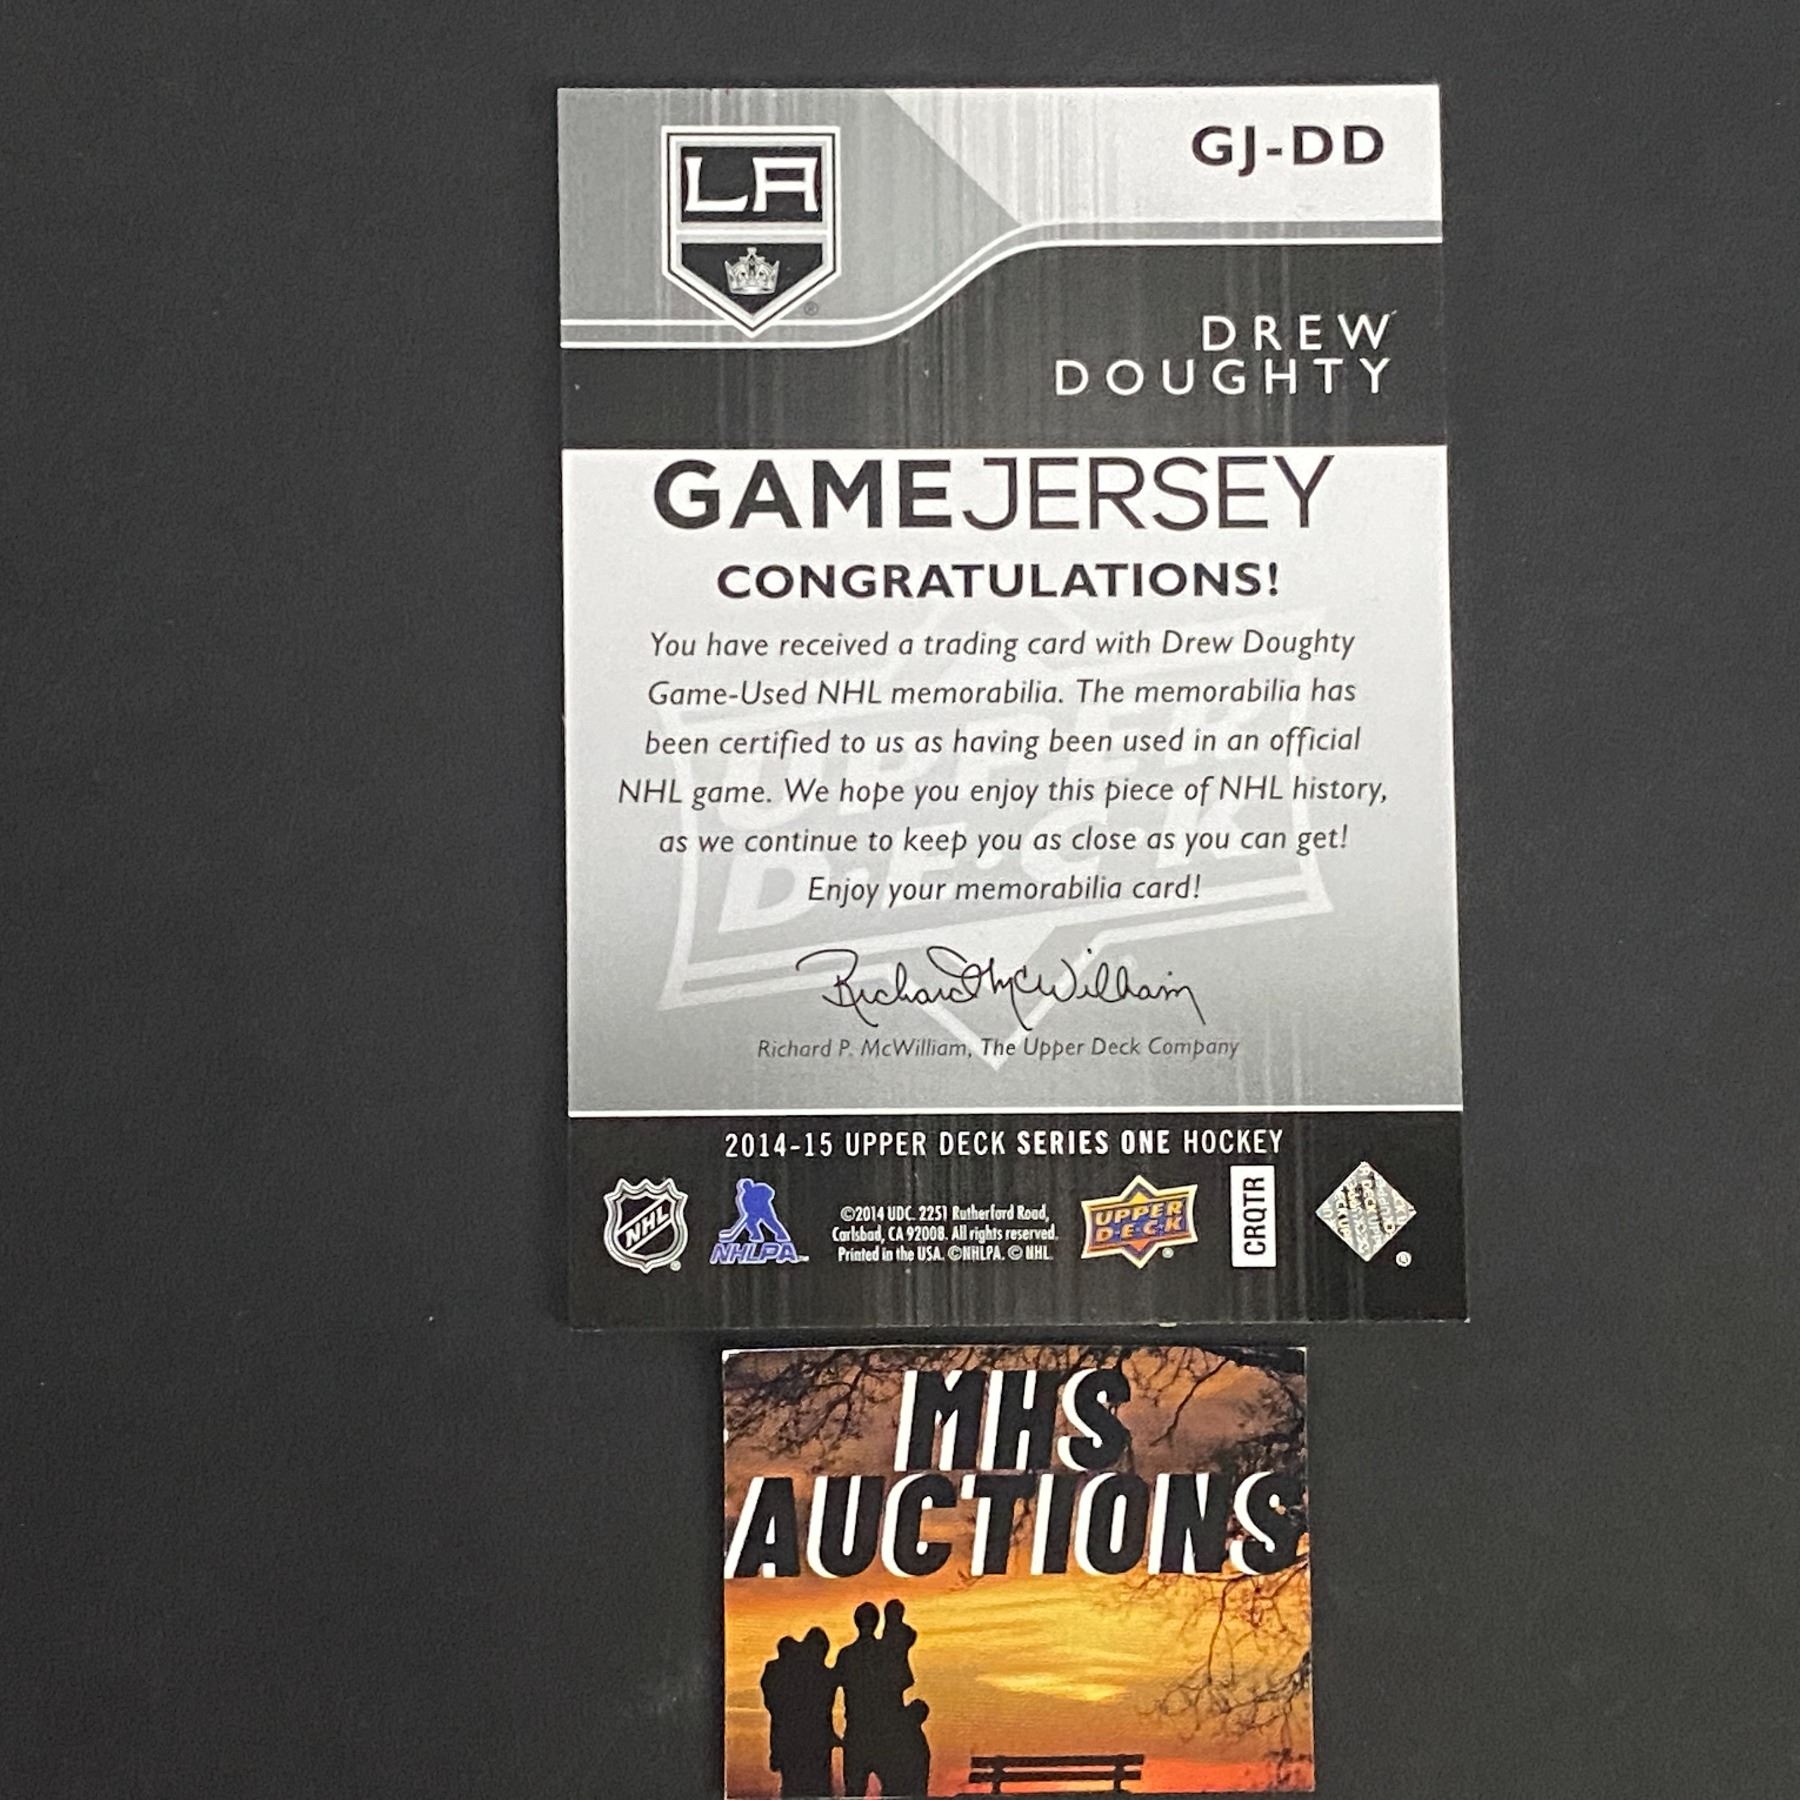 LA
GJ-DD
DREW
DOUGHTY
GAMEJERSEY
CONGRATULATIONS!
You have received a trading card with Drew Doughty
Game-Used NHL memorabilia. The memorabilia has
been certified to us as having been used in an official
NHL game. We hope you enjoy this piece of NHL history,
as we continue to keep you as close as you can get!
Enjoy your memorabilia card!
UPPER
D·E·C·K
Richard McWilliam
Richard P. McWilliam, The Upper Deck Company
2014-15 UPPER DECK SERIES ONE HOCKEY
NHL
NHLPA
©2014 UDC. 2251 Rutherford Road,
Carlsbad, CA 92008. All rights reserved.
Printed in the USA. ©NHLPA. © NHL.
UPPER
D·E·C·K
CRQTR
MHS
AUCTIONS